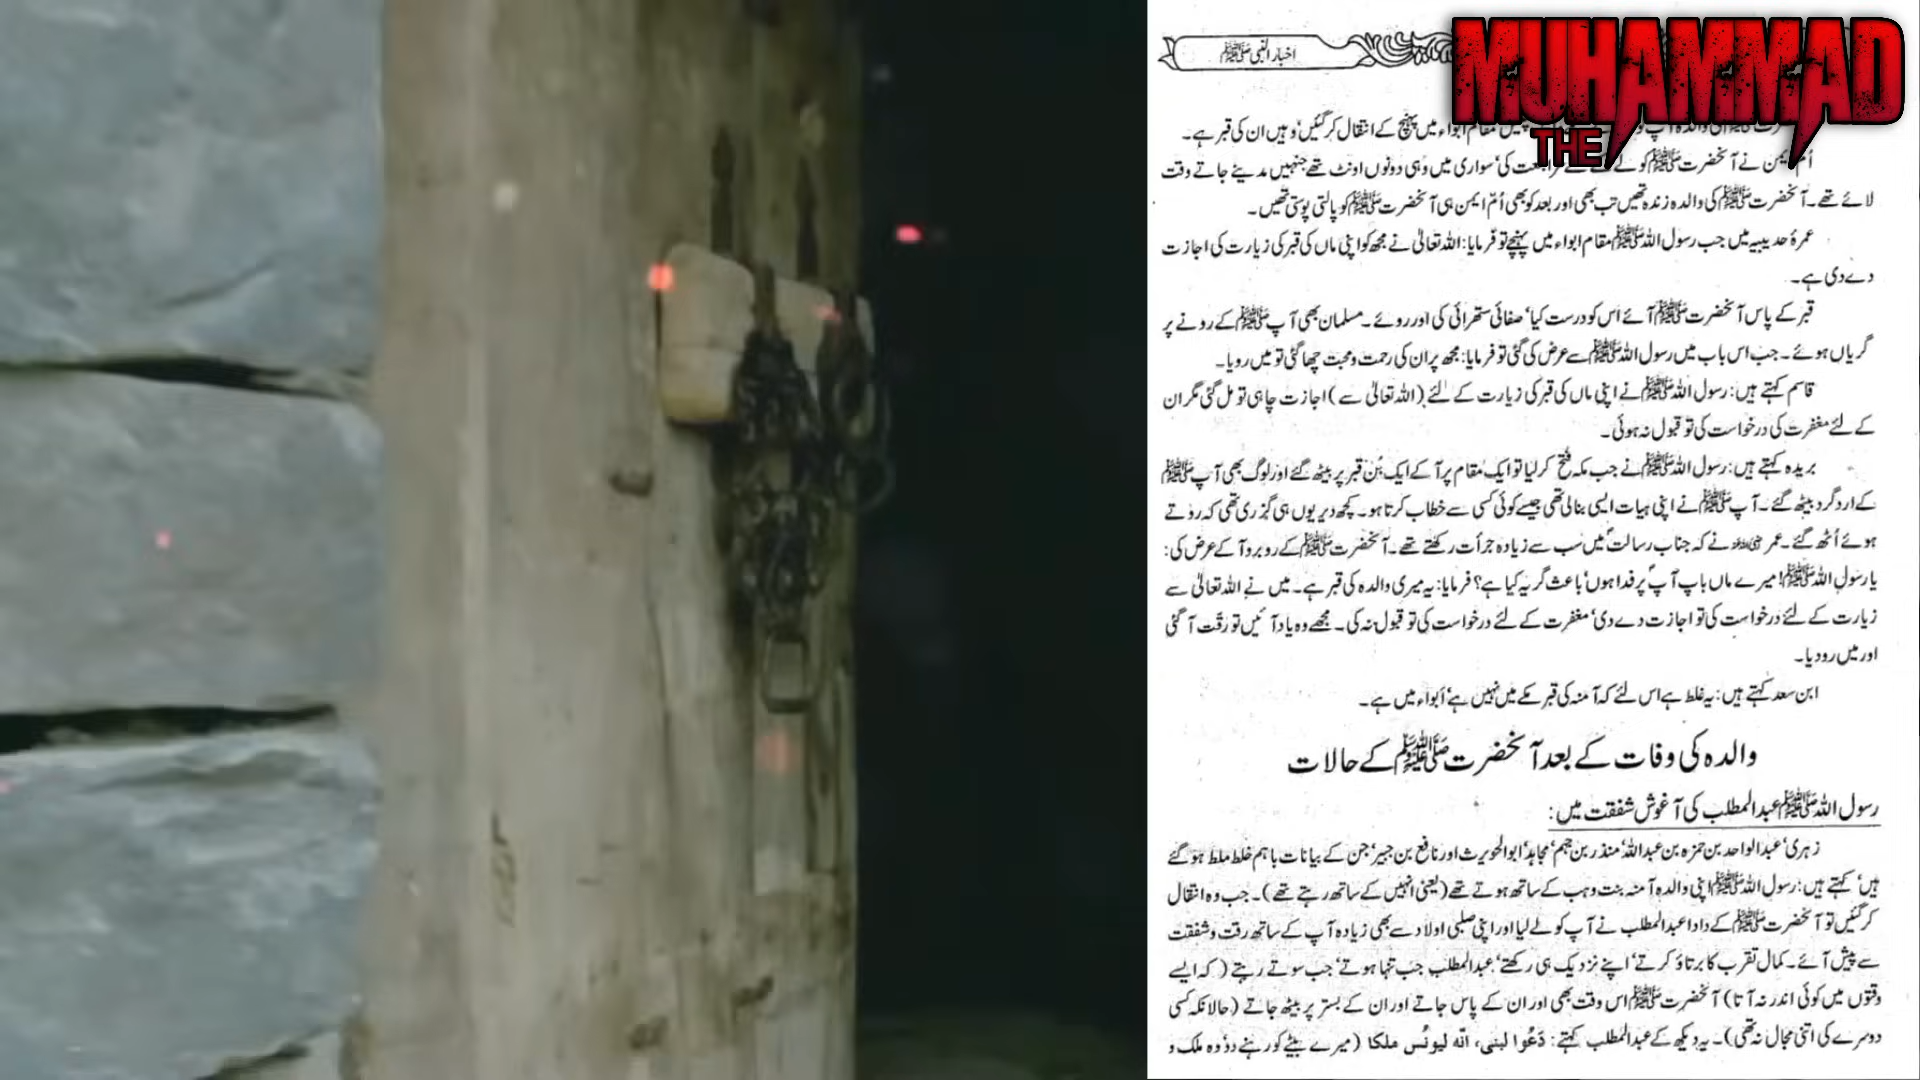 اخبار النبی ﷺ
MUHAMMAD
THE
مقام ابواء میں پہنچ کے انتقال کر گئیں وہیں ان کی قبر ہے۔
نے آنحضرت ﷺ کو لے کے مراجعت کی، سواری میں وہی دونوں اونٹ تھے جنہیں مدینے جاتے وقت
لائے تھے۔ آنحضرت ﷺ کی والدہ زندہ تھیں تب بھی اور بعد کو بھی اُمّ ایمن ہی آنحضرت ﷺ کو پالتی پوستی تھیں۔
عمرۂ حدیبیہ میں جب رسول اللہ ﷺ مقام ابواء میں پہنچے تو فرمایا: اللہ تعالیٰ نے مجھ کو اپنی ماں کی قبر کی زیارت کی اجازت
دے دی ہے۔
قبر کے پاس آنحضرت ﷺ آئے اس کو درست کیا، صفائی ستھرائی کی اور روئے۔ مسلمان بھی آپ ﷺ کے رونے پر
گریاں ہوئے۔ جب اس باب میں رسول اللہ ﷺ سے عرض کی گئی تو فرمایا: مجھ پر ان کی رحمت ومحبت چھا گئی تو میں رویا۔
قاسم کہتے ہیں: رسول اللہ ﷺ نے اپنی ماں کی قبر کی زیارت کے لئے (اللہ تعالیٰ سے) اجازت چاہی تو مل گئی مگر ان
کے لئے مغفرت کی درخواست کی تو قبول نہ ہوئی۔
بریدہ کہتے ہیں: رسول اللہ ﷺ نے جب مکہ فتح کر لیا تو ایک مقام پر آ کے ایک بُن قبر پر بیٹھ گئے اور لوگ بھی آپ ﷺ
کے اردگرد بیٹھ گئے۔ آپ ﷺ نے اپنی ہیات ایسی بنا لی تھی جیسے کوئی کسی سے خطاب کرتا ہو۔ کچھ دیر یوں ہی گزری تھی کہ روتے
ہوئے اُٹھ گئے۔ عمر نے کہ جناب رسالت میں سب سے زیادہ جرأت رکھتے تھے۔ آنحضرت ﷺ کے روبرو آ کے عرض کی:
یا رسول اللہ ﷺ! میرے ماں باپ آپ پر فدا ہوں، باعث گریہ کیا ہے؟ فرمایا: یہ میری والدہ کی قبر ہے۔ میں نے اللہ تعالیٰ سے
زیارت کے لئے درخواست کی تو اجازت دے دی، مغفرت کے لئے درخواست کی تو قبول نہ کی۔ مجھے وہ یاد آئیں تو رقّت آ گئی
اور میں رو دیا۔
ابن سعد کہتے ہیں: یہ غلط ہے اس لئے کہ آمنہ کی قبر مکے میں نہیں ہے، ابواء میں ہے۔
والدہ کی وفات کے بعد آنحضرت ﷺ کے حالات
رسول اللہ ﷺ عبدالمطلب کی آغوش شفقت میں:
زہری، عبدالواحد بن حمزہ بن عبداللہ، منذر بن جہم، مجاہد، ابوالحویرث اور نافع بن جبیر، جن کے بیانات باہم خلط ملط ہو گئے
ہیں، کہتے ہیں: رسول اللہ ﷺ اپنی والدہ آمنہ بنت وہب کے ساتھ ہوتے تھے (یعنی انہیں کے ساتھ رہتے تھے)۔ جب وہ انتقال
کر گئیں تو آنحضرت ﷺ کے دادا عبدالمطلب نے آپ کو لے لیا اور اپنی صلبی اولاد سے بھی زیادہ آپ کے ساتھ رقت و شفقت
سے پیش آئے۔ کمال تقرب کا برتاؤ کرتے، اپنے نزدیک ہی رکھتے، عبدالمطلب جب تنہا ہوتے، جب سوتے رہتے (کہ ایسے
وقتوں میں کوئی اندر نہ آتا) آنحضرت ﷺ اس وقت بھی اور ان کے پاس جاتے اور ان کے بستر پر بیٹھ جاتے (حالانکہ کسی
دوسرے کی اتنی مجال نہ تھی)۔ یہ دیکھ کے عبدالمطلب کہتے: دَعُوا لبنی، انّه لیونُس ملکا (میرے بیٹے کو رہنے دو، وہ ملک و